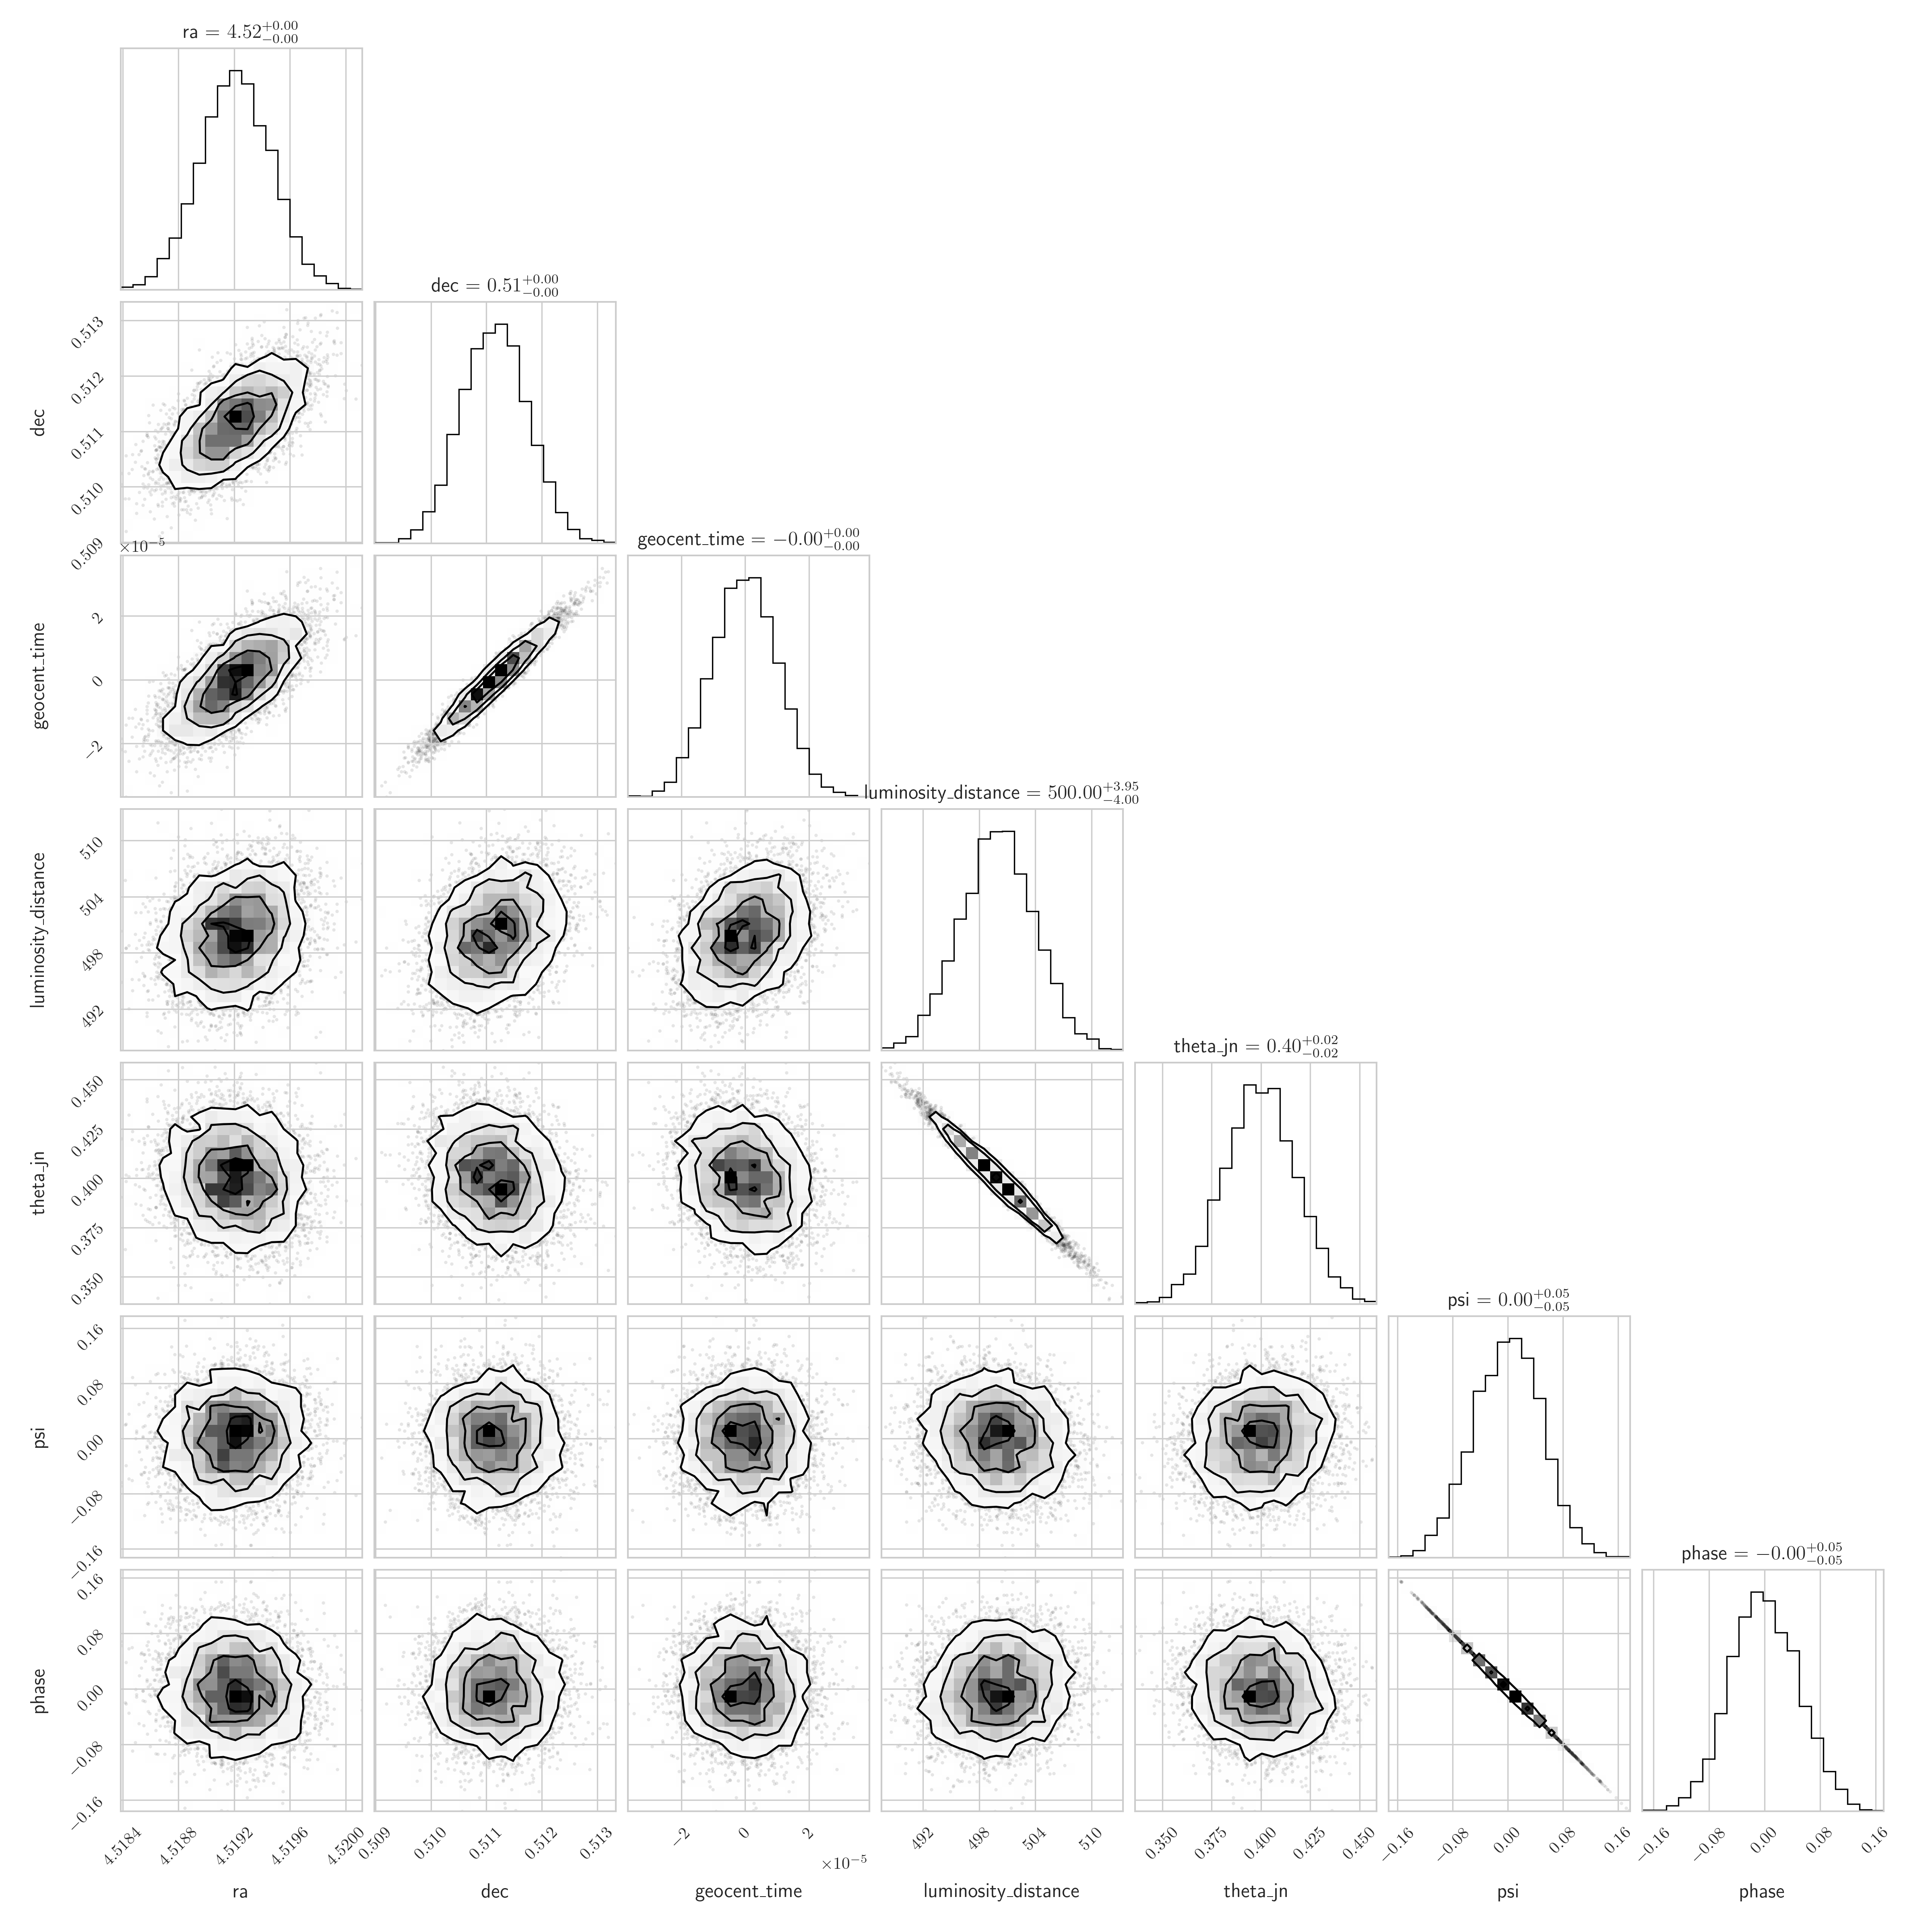 ra = 4.52+0.00−0.00
dec = 0.51+0.00−0.00
0.513
0.512
0.511
0.510
0.509
dec
×10−5
geocent_time = −0.00+0.00−0.00
2
0
−2
geocent_time
luminosity_distance = 500.00+3.95−4.00
510
504
498
492
luminosity_distance
theta_jn = 0.40+0.02−0.02
0.450
0.425
0.400
0.375
0.350
theta_jn
psi = 0.00+0.05−0.05
0.16
0.08
0.00
−0.08
−0.16
psi
phase = −0.00+0.05−0.05
0.16
0.08
0.00
−0.08
−0.16
phase
4.5184 4.5188 4.5192 4.5196 4.5200 0.509 0.510 0.511 0.512 0.513 −2 0 2 492 498 504 510 0.350 0.375 0.400 0.425 0.450 −0.16 −0.08 0.00 0.08 0.16 −0.16 −0.08 0.00 0.08 0.16
×10−5
ra dec geocent_time luminosity_distance theta_jn psi phase